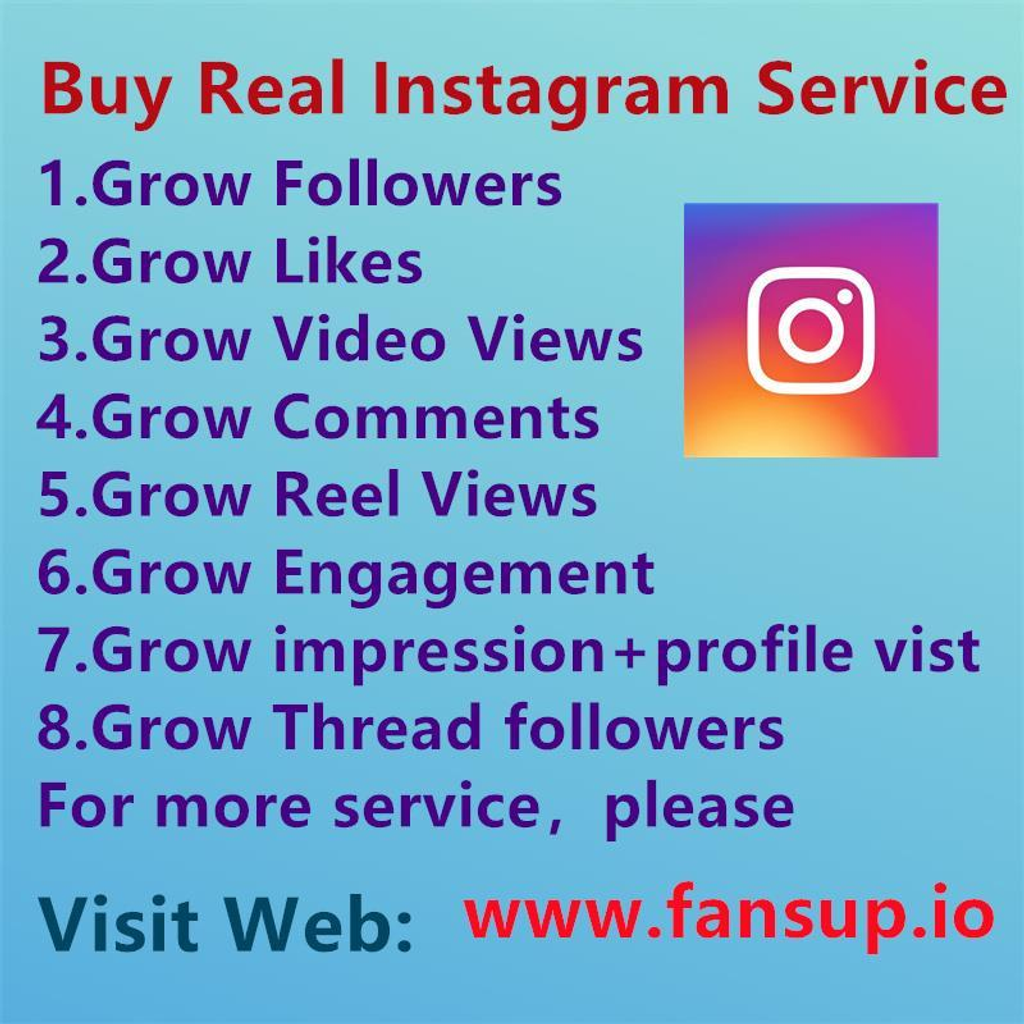 Buy Real Instagram Service
1.Grow Followers
2.Grow Likes
3.Grow Video Views
4.Grow Comments
5.Grow Reel Views
6.Grow Engagement
7.Grow impression+profile vist
8.Grow Thread followers
For more service，please
Visit Web: www.fansup.io